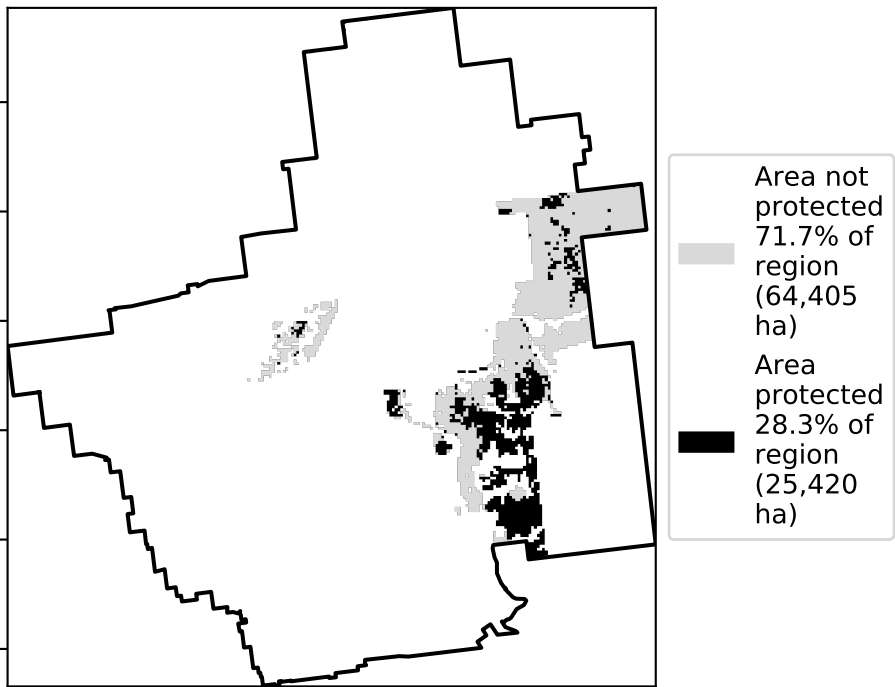 Area not
protected
71.7% of
region
(64,405
ha)
Area
protected
28.3% of
region
(25,420
ha)